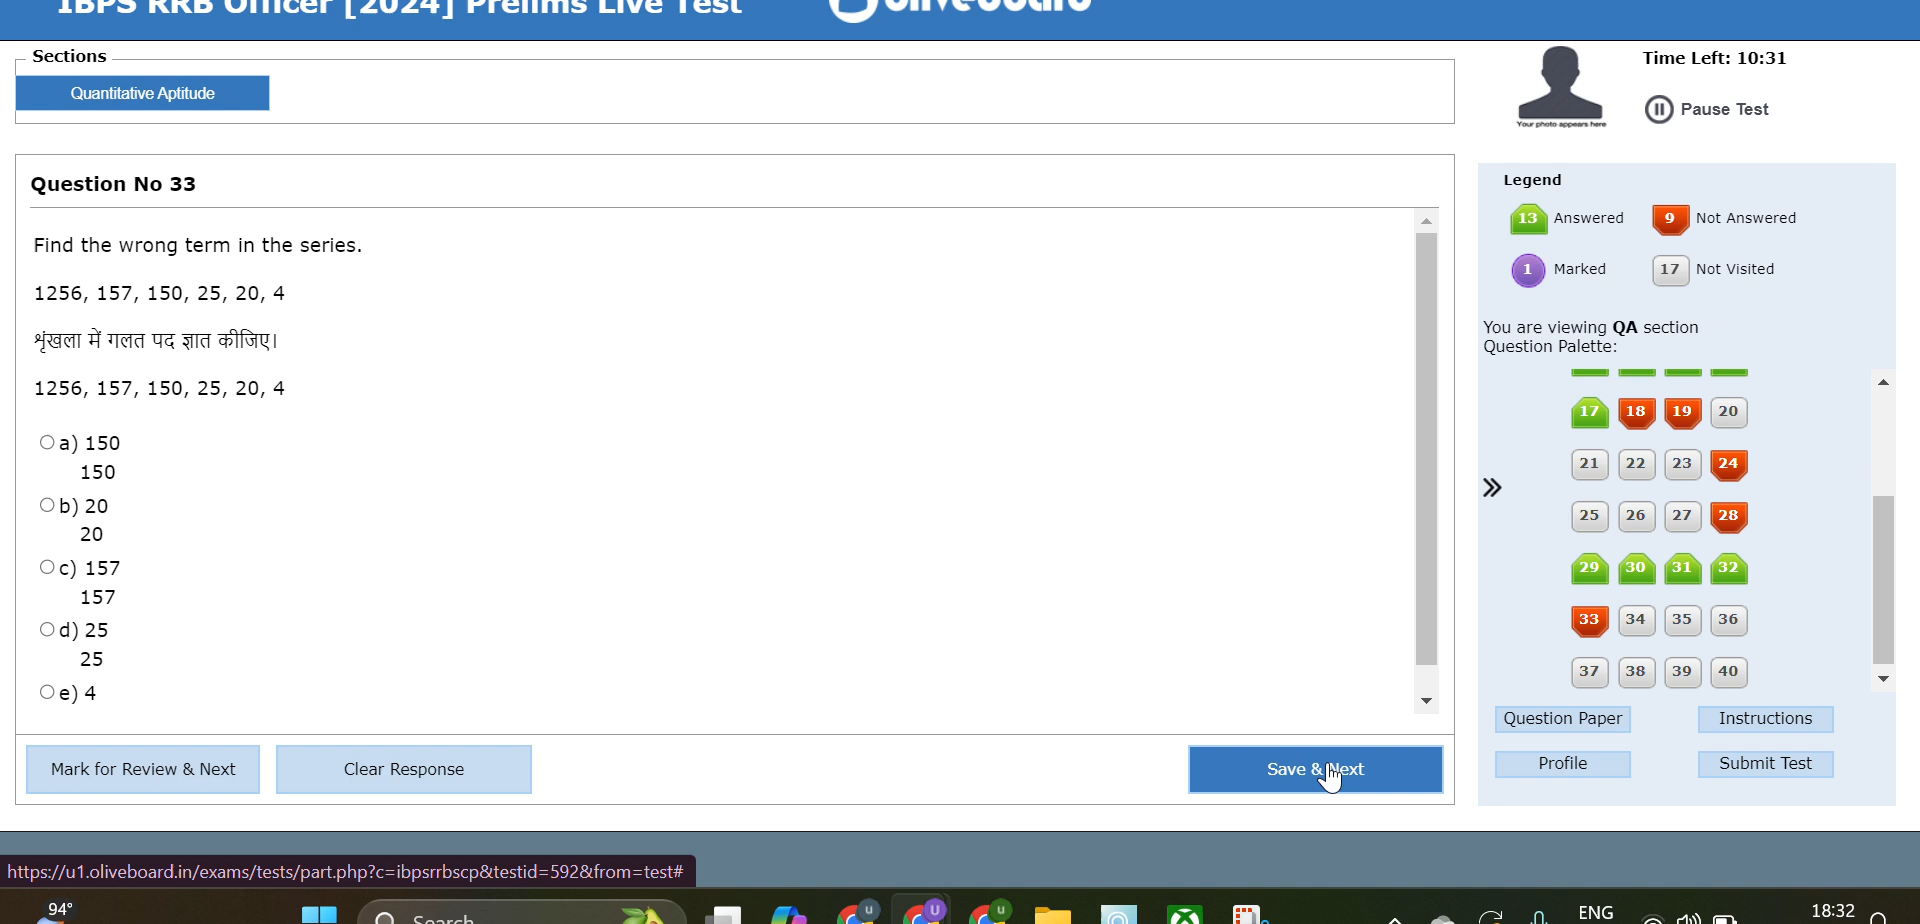 IBPS RRB Officer [2024] Prelims Live Test
oliveboard
Sections
Quantitative Aptitude
Your photo appears here
Time Left: 10:31
Pause Test
Question No 33
Find the wrong term in the series.
1256, 157, 150, 25, 20, 4
शृंखला में गलत पद ज्ञात कीजिए।
1256, 157, 150, 25, 20, 4
a) 150
150
b) 20
20
c) 157
157
d) 25
25
e) 4
Mark for Review & Next
Clear Response
Save & Next
Legend
13 Answered
9 Not Answered
1 Marked
17 Not Visited
You are viewing QA section
Question Palette:
17 18 19 20
21 22 23 24
25 26 27 28
29 30 31 32
33 34 35 36
37 38 39 40
Question Paper
Instructions
Profile
Submit Test
https://u1.oliveboard.in/exams/tests/part.php?c=ibpsrrbscp&testid=592&from=test#
94°
Search
u
U
u
ENG
18:32